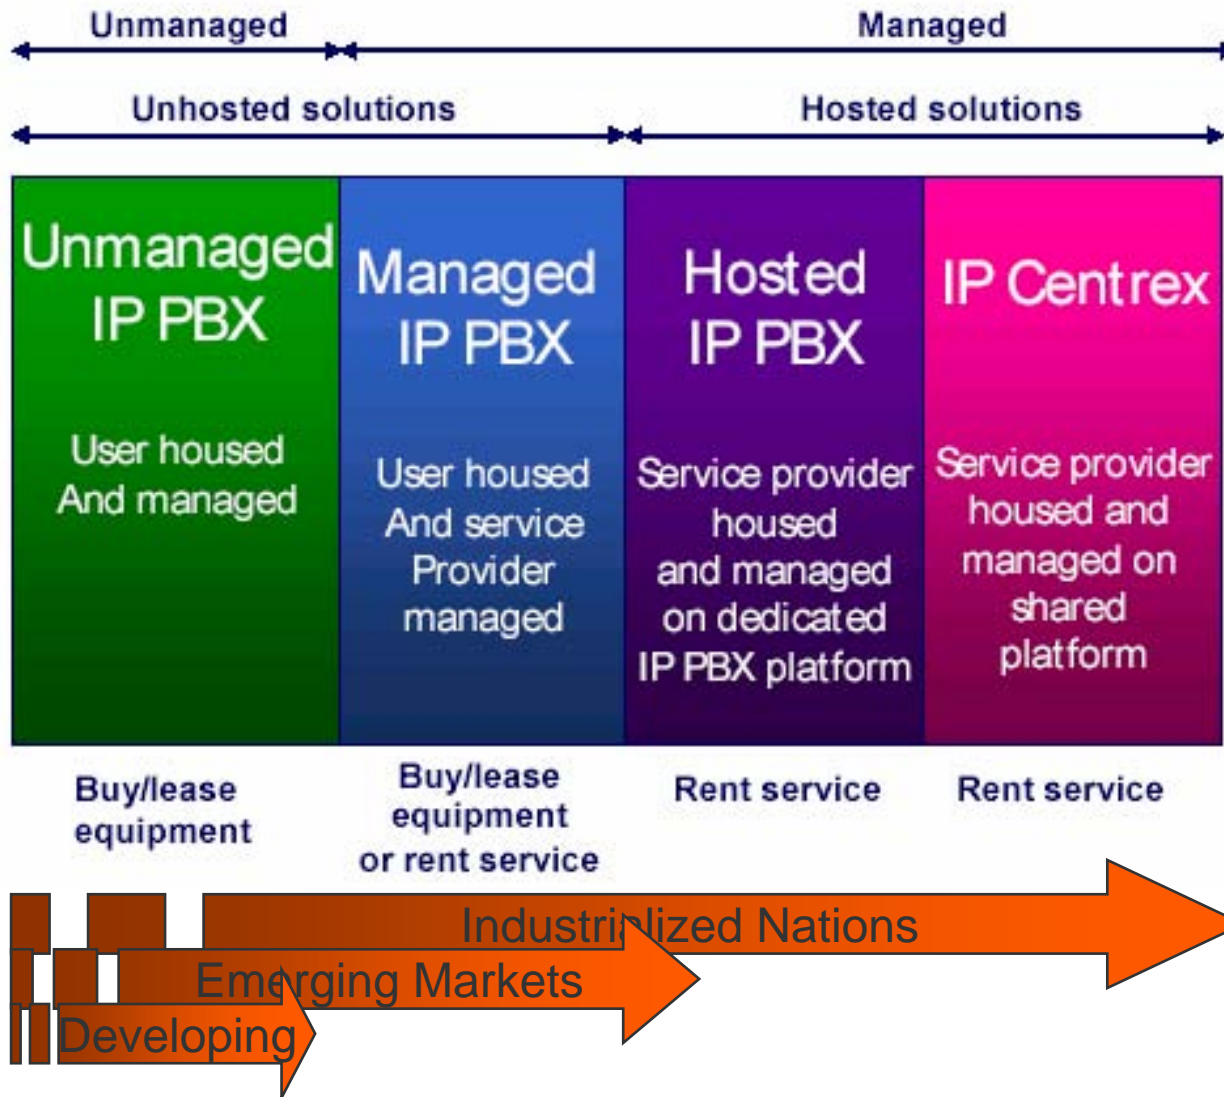 Unmanaged
Managed
Unhosted solutions
Hosted solutions
Unmanaged
IP PBX
User housed
And managed
Managed
IP PBX
User housed
And service
Provider
managed
Hosted
IP PBX
Service provider
housed
and managed
on dedicated
IP PBX platform
IP Centrex
Service provider
housed and
managed on
shared
platform
Buy/lease
equipment
Buy/lease
equipment
or rent service
Rent service
Rent service
Industrialized Nations
Emerging Markets
Developing